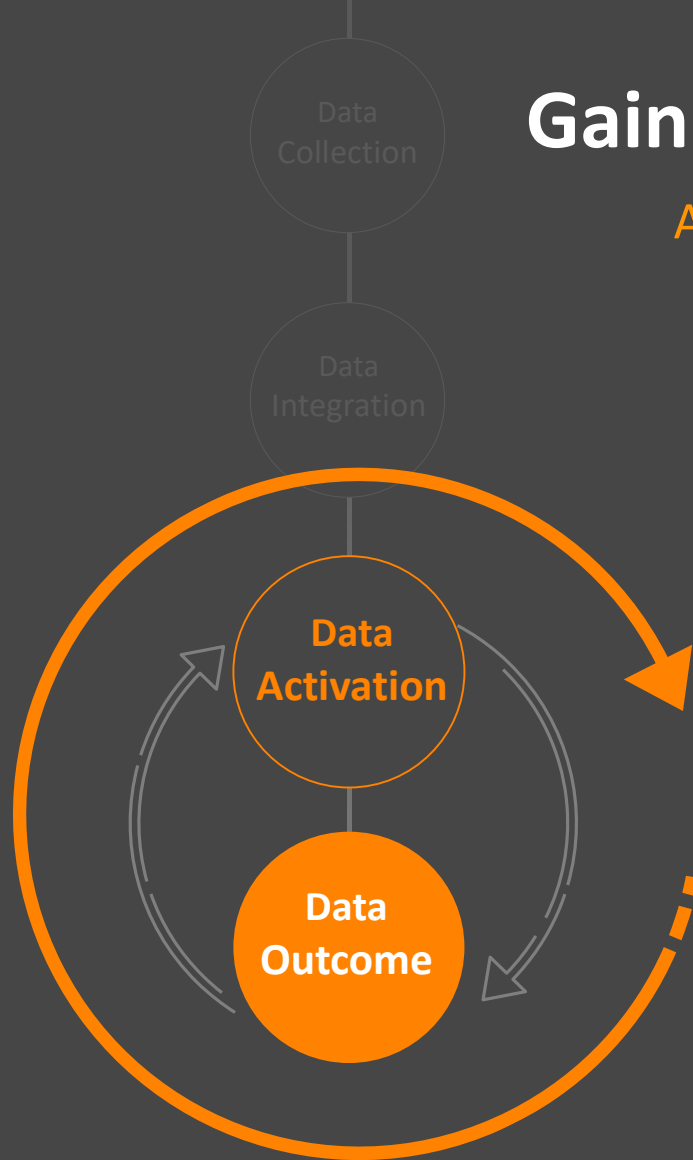 Data
Collection
Gain
A
Data
Integration
Data
Activation
Data
Outcome